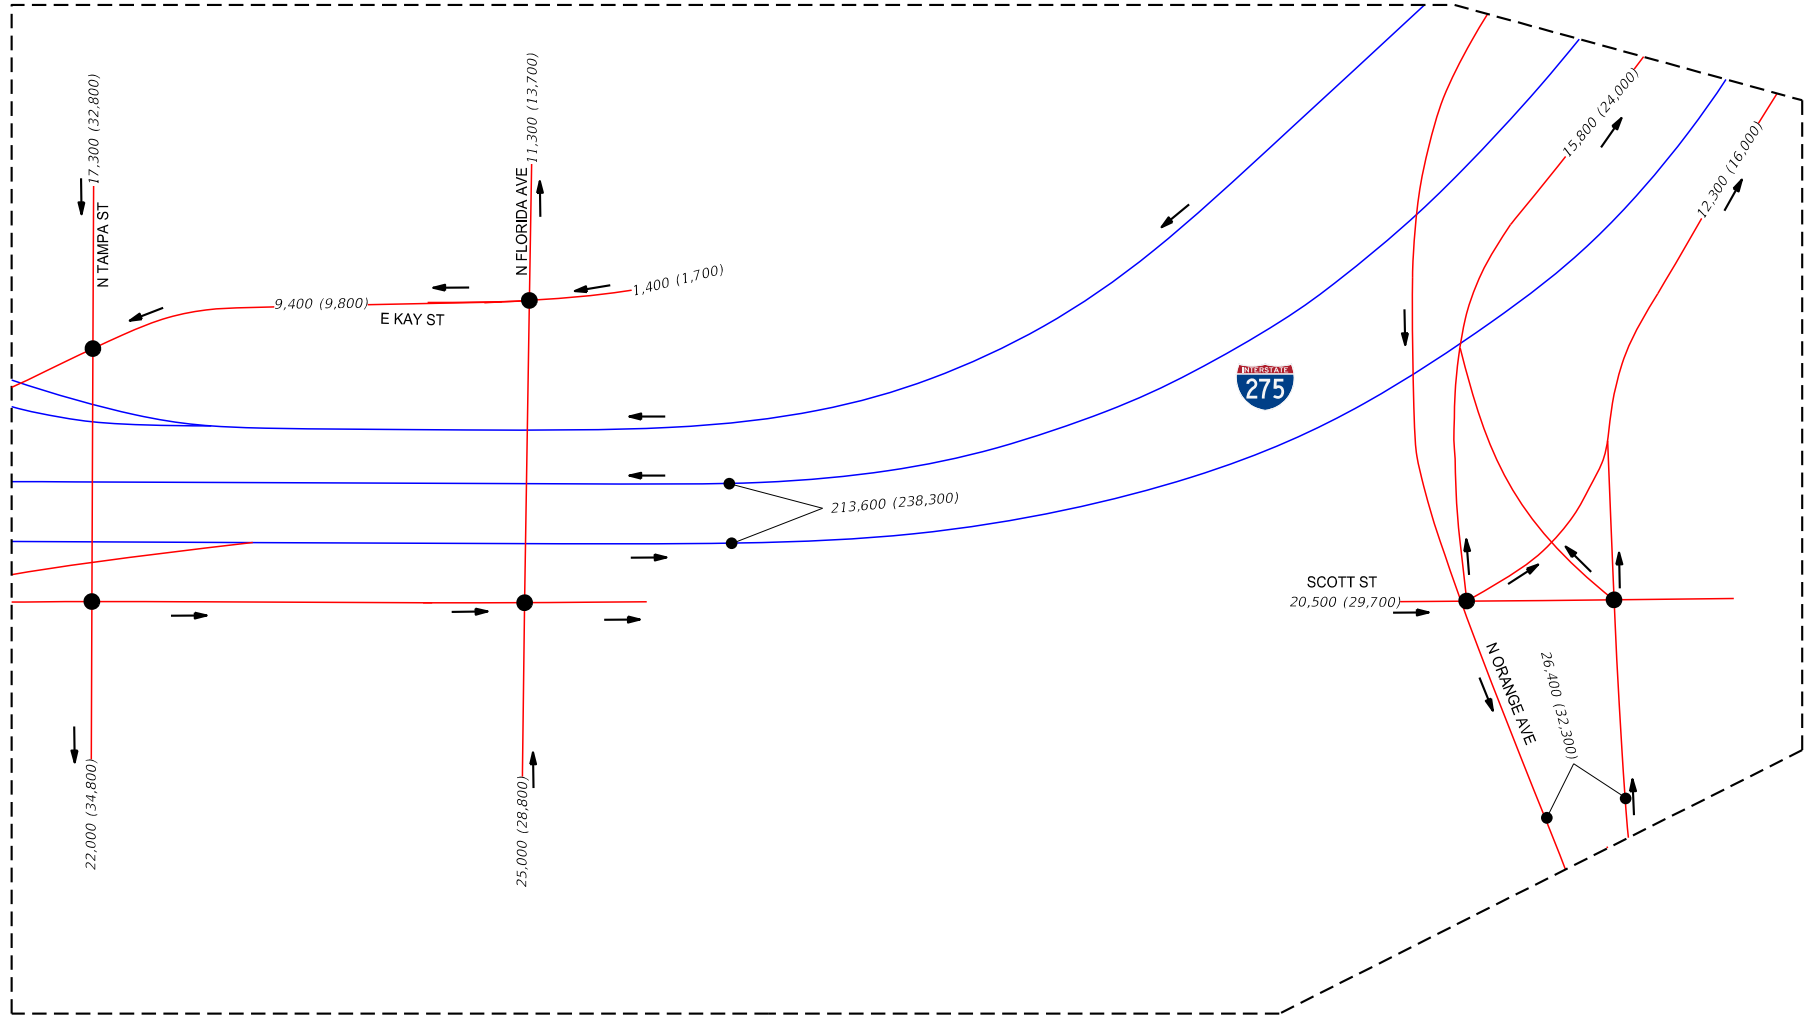 17,300 (32,800)
N TAMPA ST
11,300 (13,700)
N FLORIDA AVE
15,800 (24,000)
12,300 (16,000)
1,400 (1,700)
9,400 (9,800)
E KAY ST
INTERSTATE
275
213,600 (238,300)
SCOTT ST
20,500 (29,700)
N ORANGE AVE
26,400 (32,300)
22,000 (34,800)
25,000 (28,800)